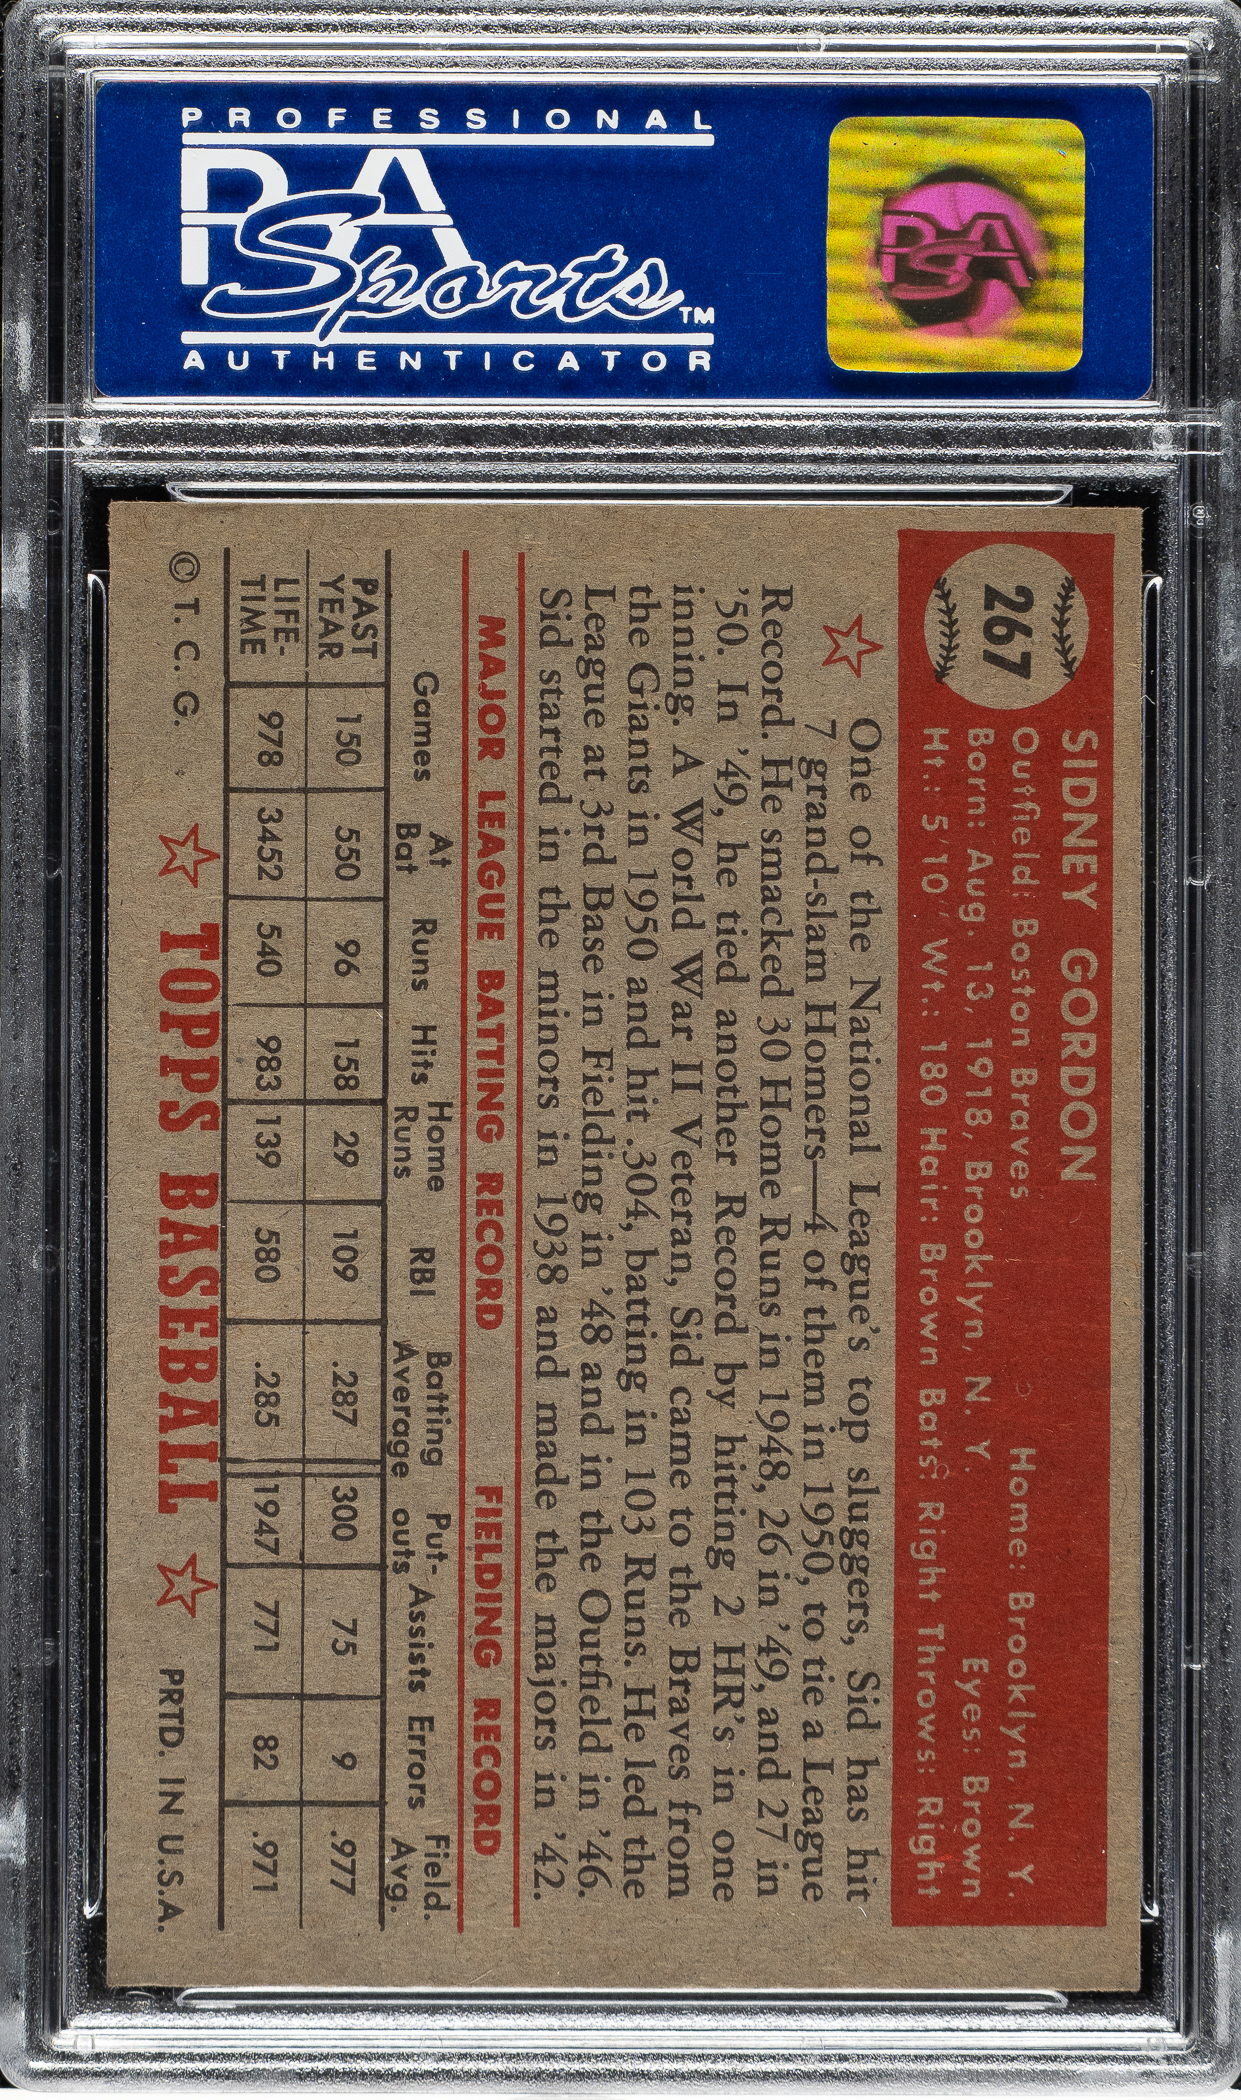 PROFESSIONAL
PSA
Sports™
AUTHENTICATOR
PSA
267
SIDNEY GORDON
Outfield: Boston Braves Home: Brooklyn, N. Y.
Born: Aug. 13, 1918, Brooklyn, N. Y. Eyes: Brown
Ht.: 5'10" Wt.: 180 Hair: Brown Bats: Right Throws: Right
One of the National League's top sluggers, Sid has hit
7 grand-slam Homers—4 of them in 1950, to tie a League
Record. He smacked 30 Home Runs in 1948, 26 in '49, and 27 in
'50. In '49, he tied another Record by hitting 2 HR's in one
inning. A World War II Veteran, Sid came to the Braves from
the Giants in 1950 and hit .304, batting in 103 Runs. He led the
League at 3rd Base in Fielding in '48 and in the Outfield in '46.
Sid started in the minors in 1938 and made the majors in '42.
MAJOR LEAGUE BATTING RECORD FIELDING RECORD
Games At Bat Runs Hits Home Runs RBI Batting Average Put-outs Assists Errors Field. Avg.
PAST YEAR 150 550 96 158 29 109 .287 300 75 9 .977
LIFE-TIME 978 3452 540 983 139 580 .285 1947 771 82 .971
© T. C. G. TOPPS BASEBALL PRTD. IN U.S.A.